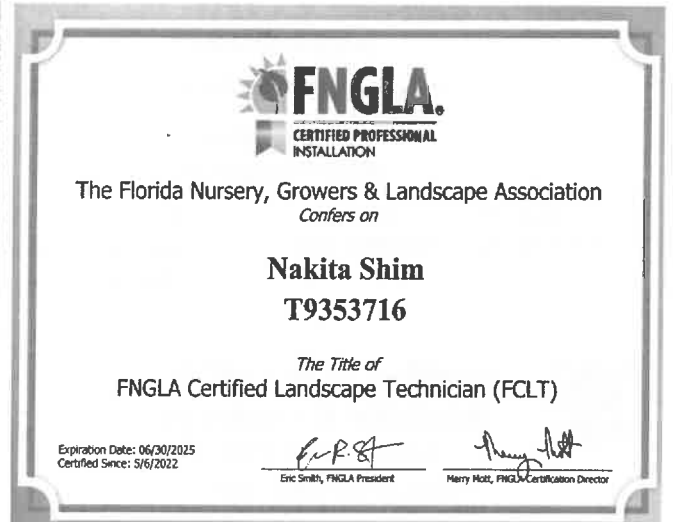 FNGLA.
CERTIFIED PROFESSIONAL
INSTALLATION
The Florida Nursery, Growers & Landscape Association
Confers on
Nakita Shim
T9353716
The Title of
FNGLA Certified Landscape Technician (FCLT)
Expiration Date: 06/30/2025
Certified Since: 5/6/2022
Eric Smith, FNGLA President
Merry Mott, FNGLA Certification Director